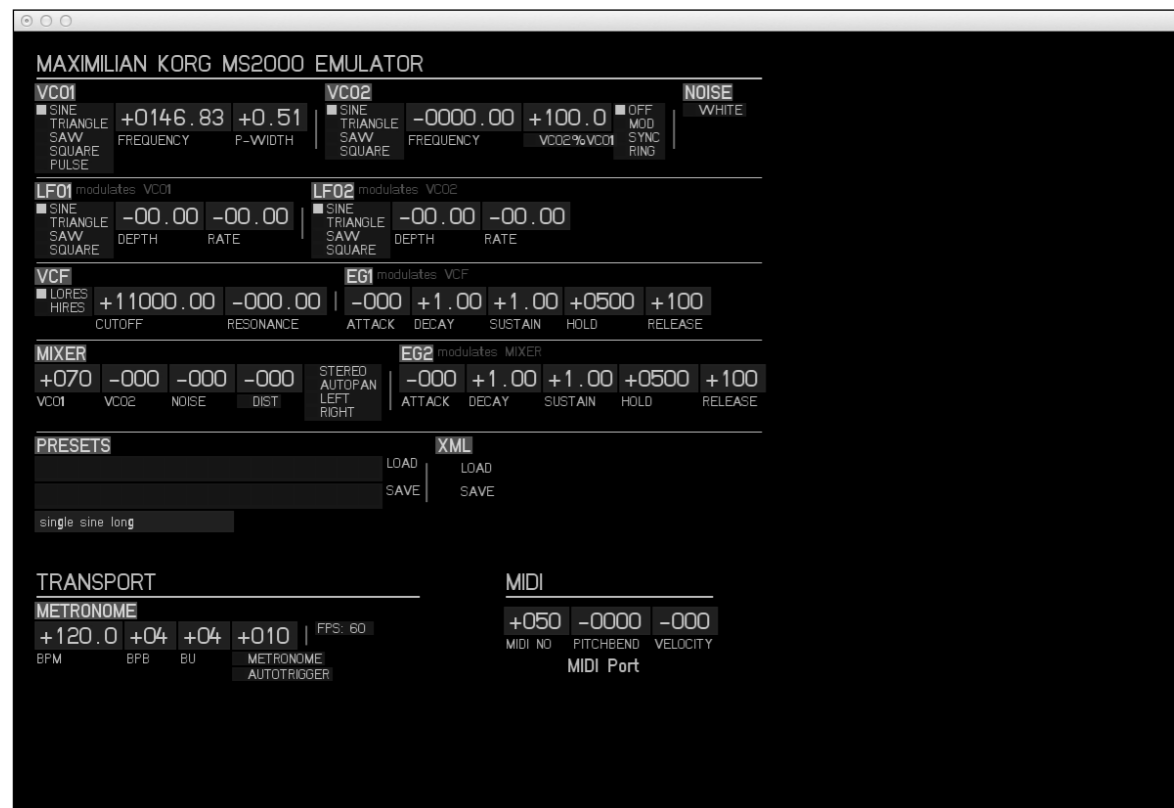 MAXIMILIAN KORG MS2000 EMULATOR
VCO1 VCO2 NOISE
SINE +0146.83 +0.51 SINE -0000.00 +100.0 OFF WHITE
TRIANGLE TRIANGLE MOD
SAW FREQUENCY P-WIDTH SAW FREQUENCY VCO2%VCO1 SYNC
SQUARE SQUARE RING
PULSE
LFO1 modulates VCO1 LFO2 modulates VCO2
SINE -00.00 -00.00 SINE -00.00 -00.00
TRIANGLE TRIANGLE
SAW DEPTH RATE SAW DEPTH RATE
SQUARE SQUARE
VCF EG1 modulates VCF
LORES +11000.00 -000.00 -000 +1.00 +1.00 +0500 +100
HIRES
CUTOFF RESONANCE ATTACK DECAY SUSTAIN HOLD RELEASE
MIXER EG2 modulates MIXER
+070 -000 -000 -000 STEREO -000 +1.00 +1.00 +0500 +100
AUTOPAN
VCO1 VCO2 NOISE DIST LEFT ATTACK DECAY SUSTAIN HOLD RELEASE
RIGHT
PRESETS XML
LOAD LOAD
SAVE SAVE
single sine long
TRANSPORT MIDI
METRONOME
+120.0 +04 +04 +010 FPS: 60 +050 -0000 -000
BPM BPB BU METRONOME MIDI NO PITCHBEND VELOCITY
AUTOTRIGGER MIDI Port